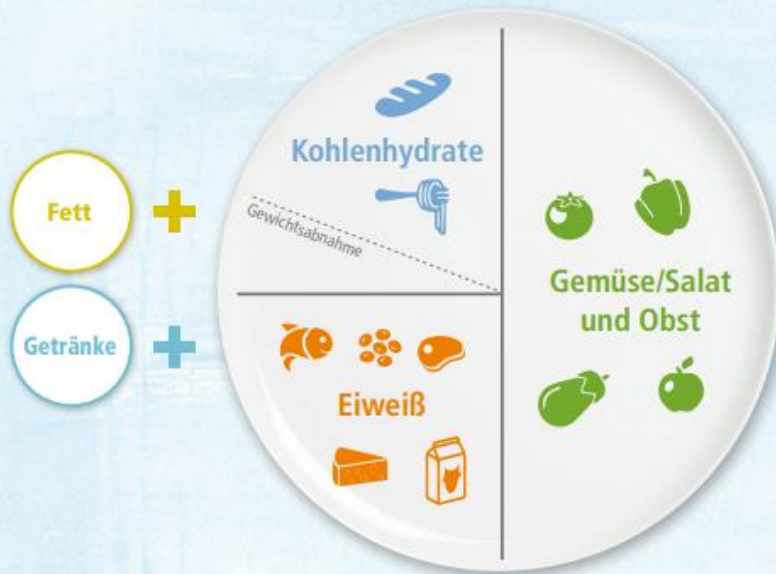 Kohlenhydrate
Fett
Gewichtsabnahme
Getränke
Eiweiß
Gemüse/Salat
und Obst